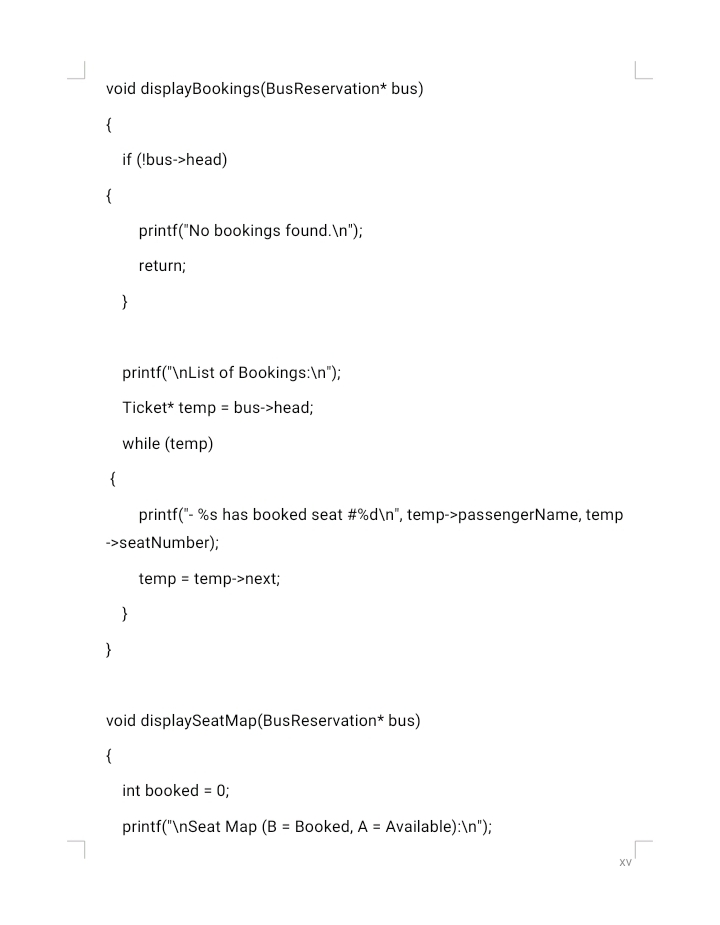 void displayBookings(BusReservation* bus)
{
if (!bus->head)
{
printf("No bookings found.\n");
return;
}
printf("\nList of Bookings:\n");
Ticket* temp = bus->head;
while (temp)
{
printf("- %s has booked seat #%d\n", temp->passengerName, temp
->seatNumber);
temp = temp->next;
}
}
void displaySeatMap(BusReservation* bus)
{
int booked = 0;
printf("\nSeat Map (B = Booked, A = Available):\n");
xv